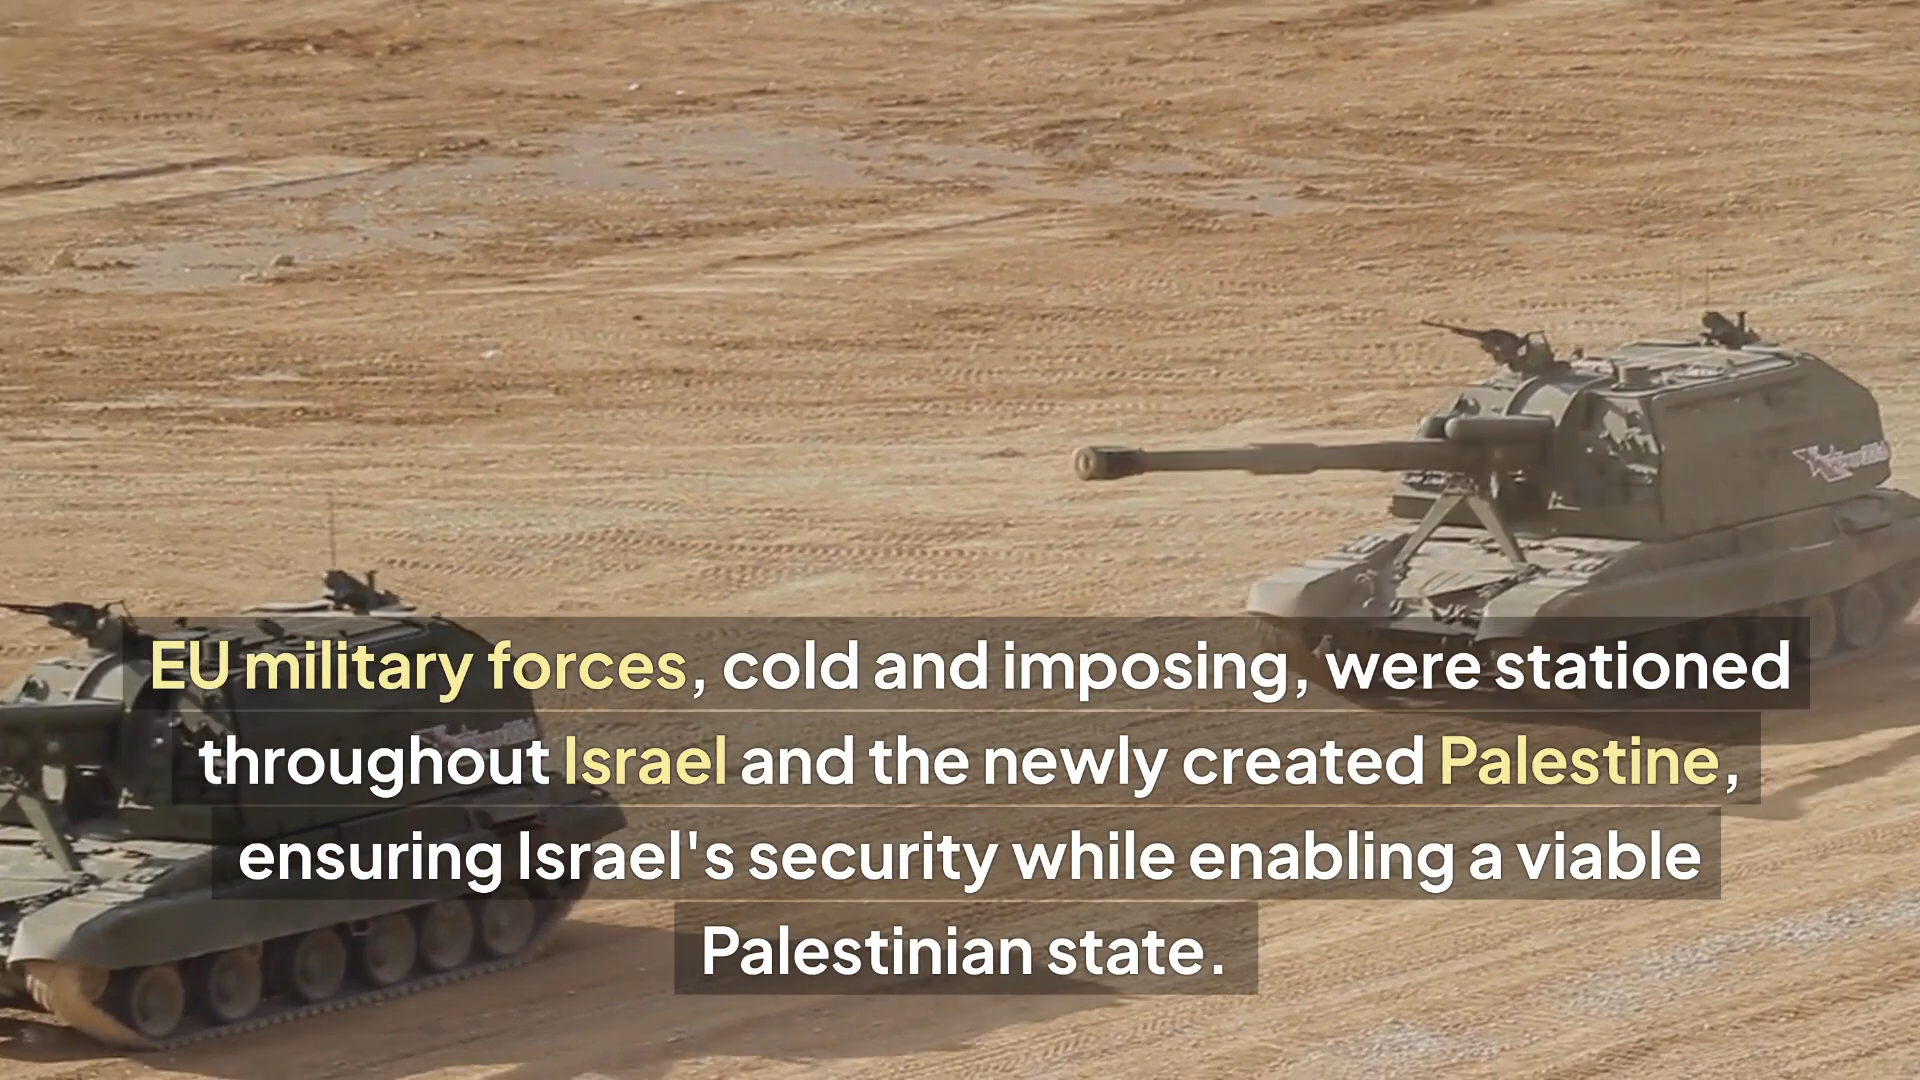 EU military forces, cold and imposing, were stationed
throughout Israel and the newly created Palestine,
ensuring Israel's security while enabling a viable
Palestinian state.